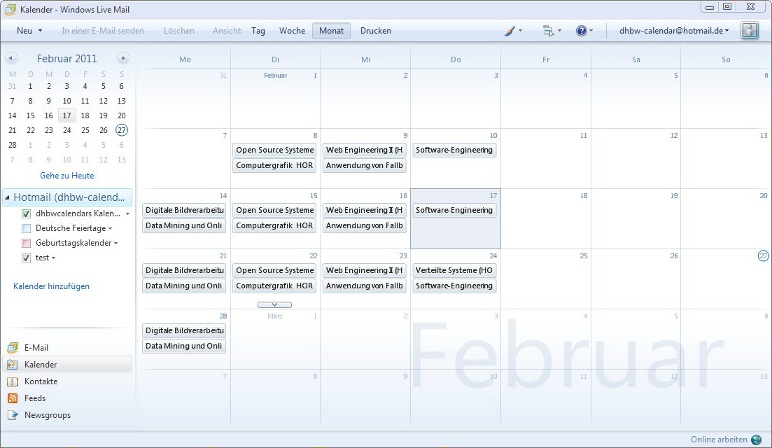 Kalender - Windows Live Mail
Neu In einer E-Mail senden Löschen Ansicht: Tag Woche Monat Drucken dhbw-calendar@hotmail.de
Februar 2011
M D M D F S S
31 1 2 3 4 5 6
7 8 9 10 11 12 13
14 15 16 17 18 19 20
21 22 23 24 25 26 27
28 1 2 3 4 5 6
7 8 9 10 11 12 13
Gehe zu Heute
Hotmail (dhbw-calend...
dhbwcalendars Kalen...
Deutsche Feiertage
Geburtstagskalender
test
Kalender hinzufügen
E-Mail
Kalender
Kontakte
Feeds
Newsgroups
Mo Di Mi Do Fr Sa So
31 Februar 1 2 3 4 5 6
7 8 9 10 11 12 13
Open Source Systeme Web Engineering II (H Software-Engineering
Computergrafik HOR Anwendung von Fallb
14 15 16 17 18 19 20
Digitale Bildverarbeitu Open Source Systeme Web Engineering II (H Software-Engineering
Data Mining und Onli Computergrafik HOR Anwendung von Fallb
21 22 23 24 25 26 27
Digitale Bildverarbeitu Open Source Systeme Web Engineering II (H Verteilte Systeme (HO
Data Mining und Onli Computergrafik HOR Anwendung von Fallb Software-Engineering
28 März 1 2 3 4 5 6
Digitale Bildverarbeitu
Data Mining und Onli
Februar
7 8 9 10 11 12 13
Online arbeiten